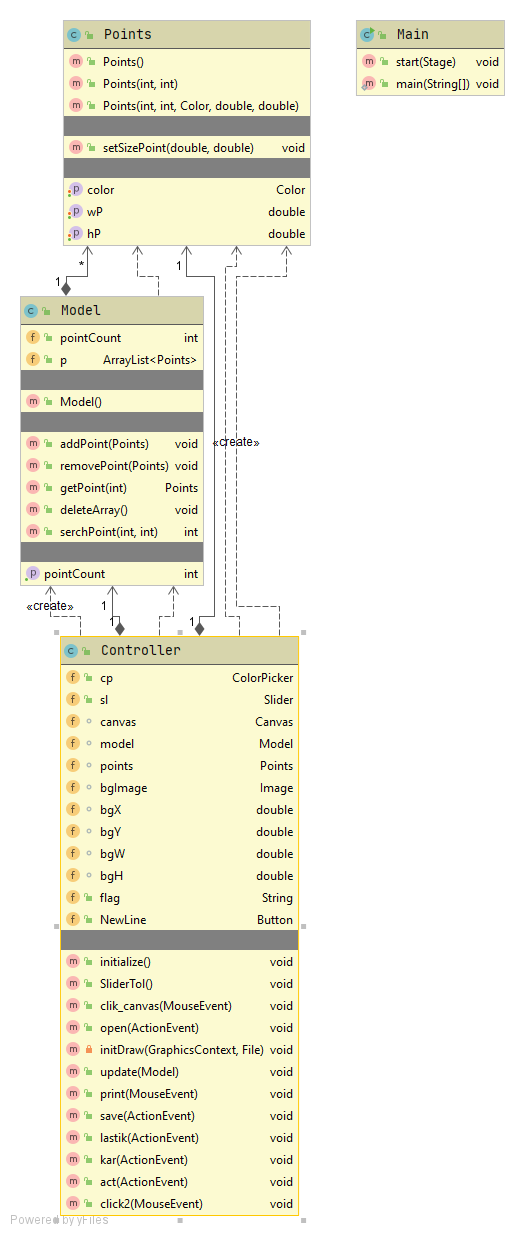 Points
Points()
Points(int, int)
Points(int, int, Color, double, double)
setSizePoint(double, double) void
color Color
wP double
hP double
Main
start(Stage) void
main(String[]) void
*
1
1
Model
pointCount int
p ArrayList<Points>
Model()
addPoint(Points) void
removePoint(Points) void
getPoint(int) Points
deleteArray() void
serchPoint(int, int) int
pointCount int
«create»
«create»
1
1
1
Controller
cp ColorPicker
sl Slider
canvas Canvas
model Model
points Points
bgImage Image
bgX double
bgY double
bgW double
bgH double
flag String
NewLine Button
initialize() void
SliderTol() void
clik_canvas(MouseEvent) void
open(ActionEvent) void
initDraw(GraphicsContext, File) void
update(Model) void
print(MouseEvent) void
save(ActionEvent) void
lastik(ActionEvent) void
kar(ActionEvent) void
act(ActionEvent) void
click2(MouseEvent) void
Powered by yFiles